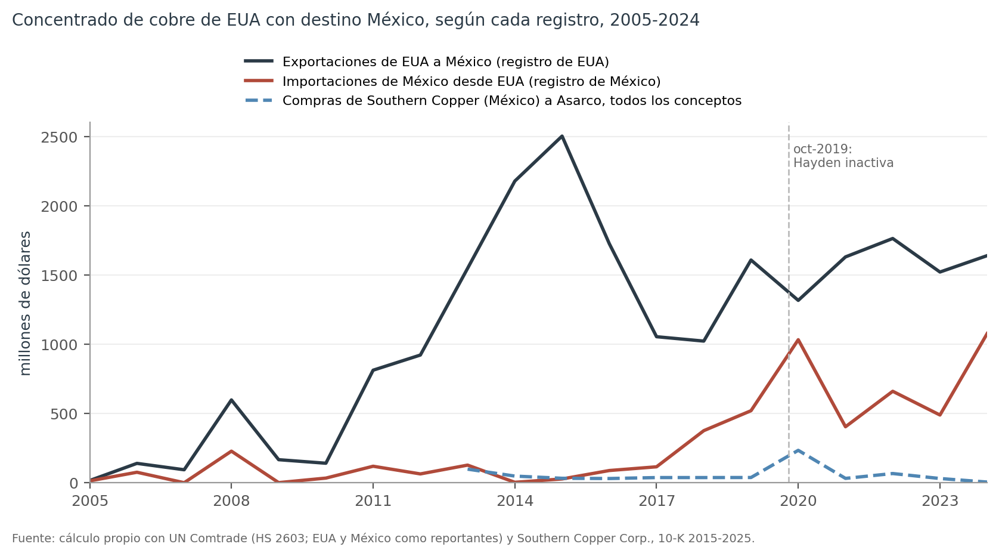 Concentrado de cobre de EUA con destino México, según cada registro, 2005-2024
Exportaciones de EUA a México (registro de EUA)
Importaciones de México desde EUA (registro de México)
Compras de Southern Copper (México) a Asarco, todos los conceptos
2500
2000
1500
1000
500
0
millones de dólares
oct-2019:
Hayden inactiva
2005
2008
2011
2014
2017
2020
2023
Fuente: cálculo propio con UN Comtrade (HS 2603; EUA y México como reportantes) y Southern Copper Corp., 10-K 2015-2025.